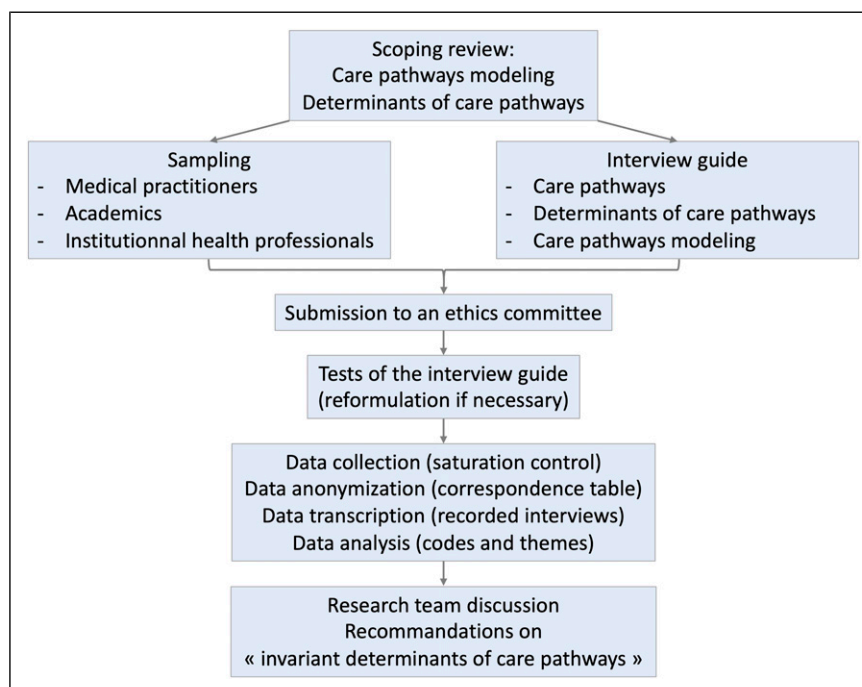 Scoping review:
Care pathways modeling
Determinants of care pathways
Sampling
- Medical practitioners
- Academics
- Institutionnal health professionals
Interview guide
- Care pathways
- Determinants of care pathways
- Care pathways modeling
Submission to an ethics committee
Tests of the interview guide
(reformulation if necessary)
Data collection (saturation control)
Data anonymization (correspondence table)
Data transcription (recorded interviews)
Data analysis (codes and themes)
Research team discussion
Recommandations on
« invariant determinants of care pathways »